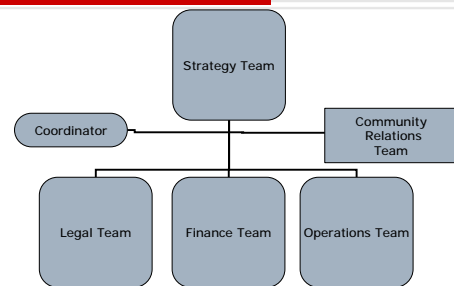 Strategy Team
Coordinator
Community
Relations
Team
Legal Team
Finance Team
Operations Team